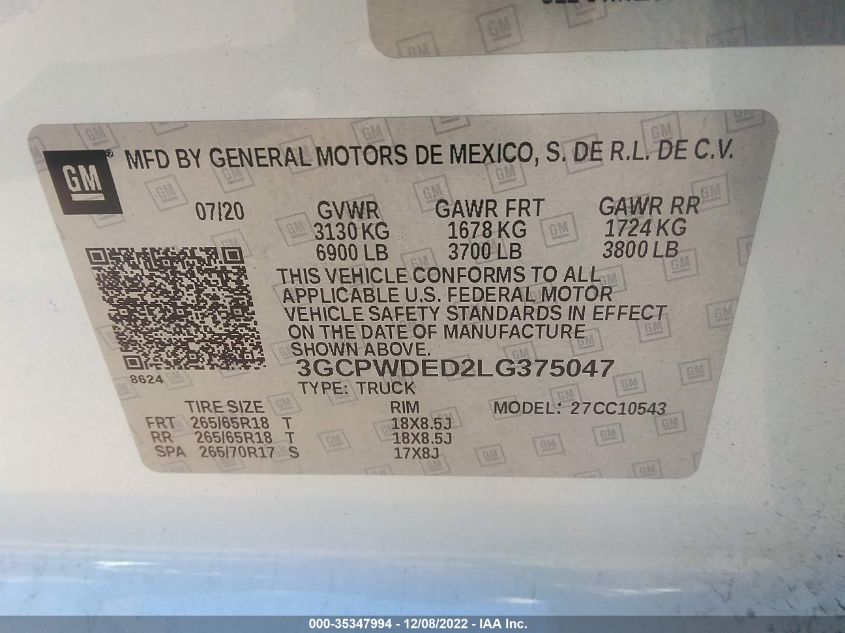 GM
MFD BY GENERAL MOTORS DE MEXICO, S. DE R.L. DE C.V.
07/20 GVWR GAWR FRT GAWR RR
3130 KG 1678 KG 1724 KG
6900 LB 3700 LB 3800 LB
THIS VEHICLE CONFORMS TO ALL
APPLICABLE U.S. FEDERAL MOTOR
VEHICLE SAFETY STANDARDS IN EFFECT
ON THE DATE OF MANUFACTURE
SHOWN ABOVE.
8624
3GCPWDED2LG375047
TYPE: TRUCK
TIRE SIZE RIM MODEL: 27CC10543
FRT 265/65R18 T 18X8.5J
RR 265/65R18 T 18X8.5J
SPA 265/70R17 S 17X8J
000-35347994 - 12/08/2022 - IAA Inc.